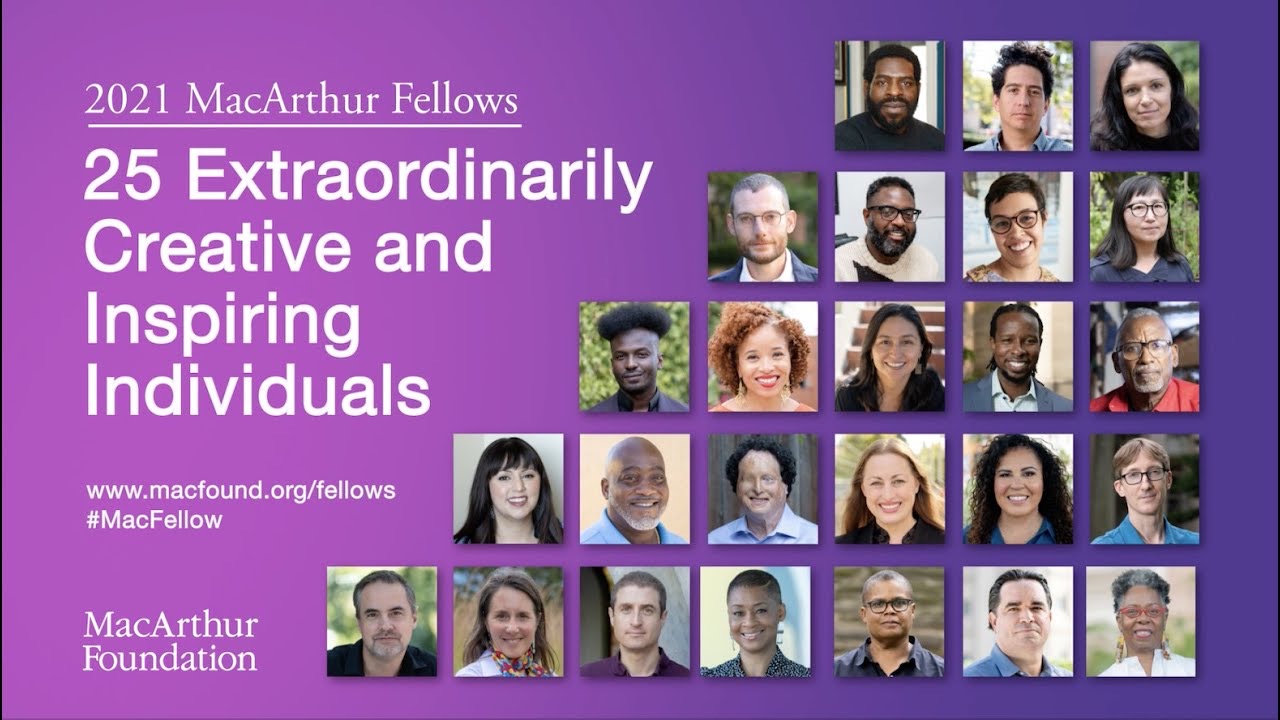 2021 MacArthur Fellows
25 Extraordinarily
Creative and
Inspiring
Individuals
www.macfound.org/fellows
#MacFellow
MacArthur
Foundation